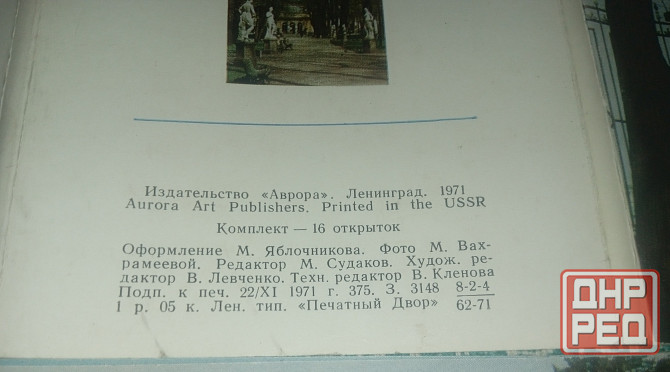 Издательство «Аврора». Ленинград. 1971
Aurora Art Publishers. Printed in the USSR
Комплект — 16 открыток
Оформление М. Яблочникова. Фото М. Вах-
рамеевой. Редактор М. Судаков. Худож. ре-
дактор В. Левченко. Техн. редактор В. Кленова
Подп. к печ. 22/XI 1971 г. 375. З. 3148 8-2-4
1 р. 05 к. Лен. тип. «Печатный Двор» 62-71
ДНР
РЕД